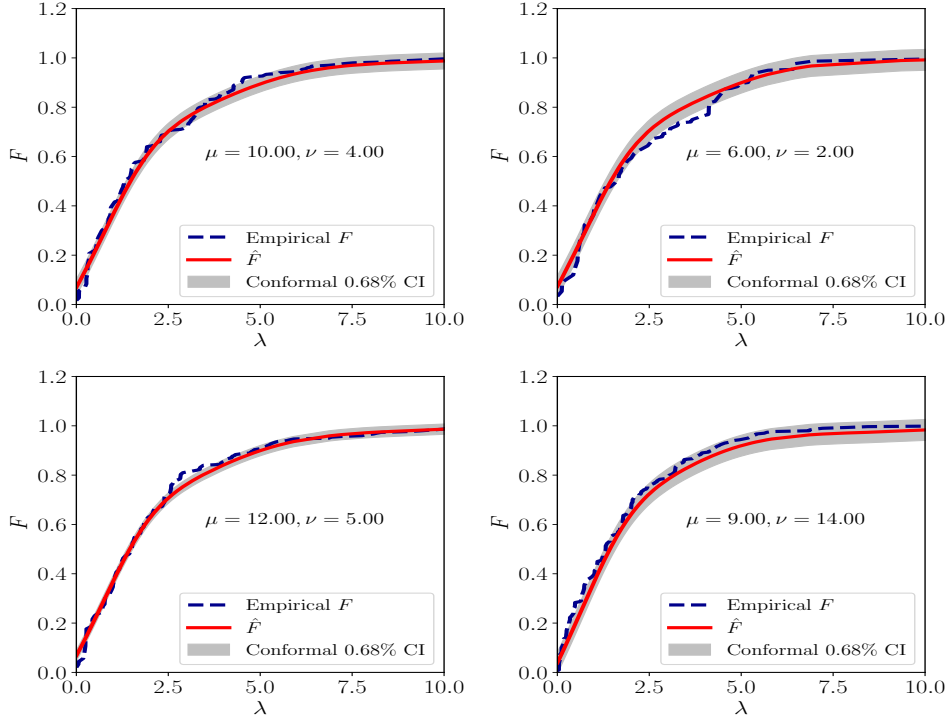 1.2
1.0
0.8
0.6
0.4
0.2
0.0
F
μ = 10.00, ν = 4.00
Empirical F
F̂
Conformal 0.68% CI
0.0 2.5 5.0 7.5 10.0
λ
1.2
1.0
0.8
0.6
0.4
0.2
0.0
F
μ = 6.00, ν = 2.00
Empirical F
F̂
Conformal 0.68% CI
0.0 2.5 5.0 7.5 10.0
λ
1.2
1.0
0.8
0.6
0.4
0.2
0.0
F
μ = 12.00, ν = 5.00
Empirical F
F̂
Conformal 0.68% CI
0.0 2.5 5.0 7.5 10.0
λ
1.2
1.0
0.8
0.6
0.4
0.2
0.0
F
μ = 9.00, ν = 14.00
Empirical F
F̂
Conformal 0.68% CI
0.0 2.5 5.0 7.5 10.0
λ